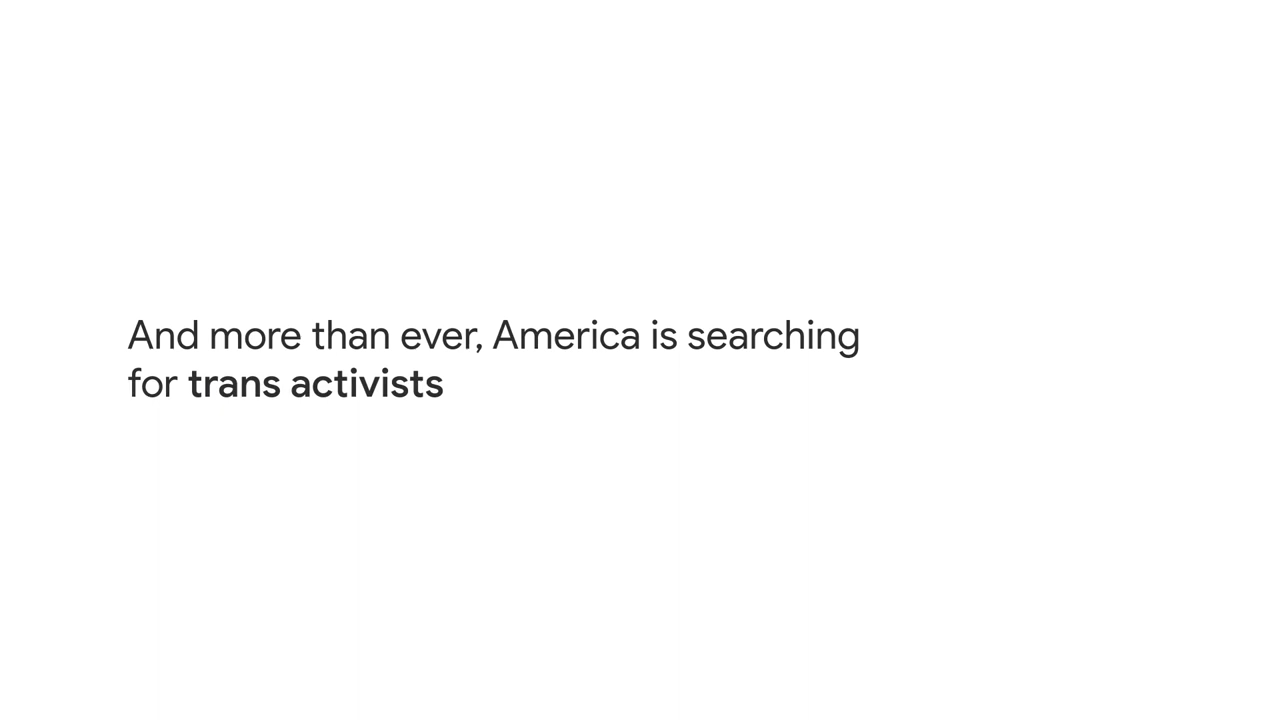 And more than ever, America is searching
for trans activists